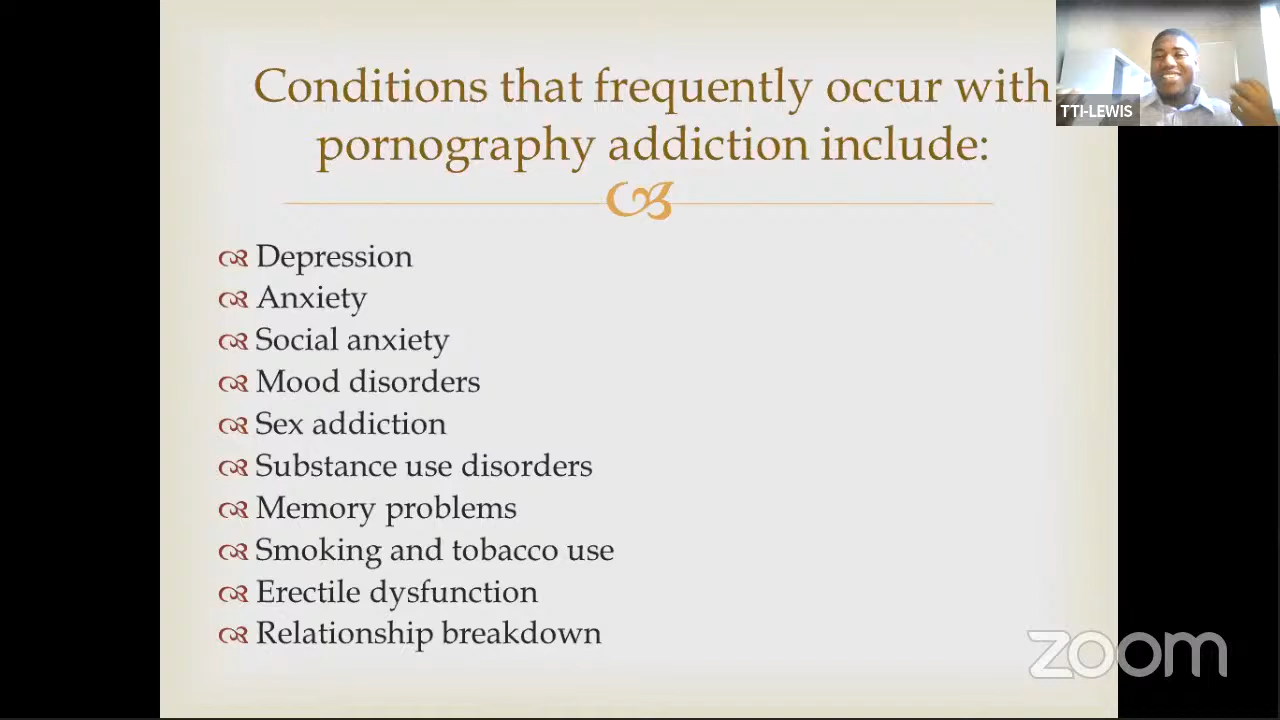 Conditions that frequently occur with
pornography addiction include:
Depression
Anxiety
Social anxiety
Mood disorders
Sex addiction
Substance use disorders
Memory problems
Smoking and tobacco use
Erectile dysfunction
Relationship breakdown
TTI-LEWIS
zoom